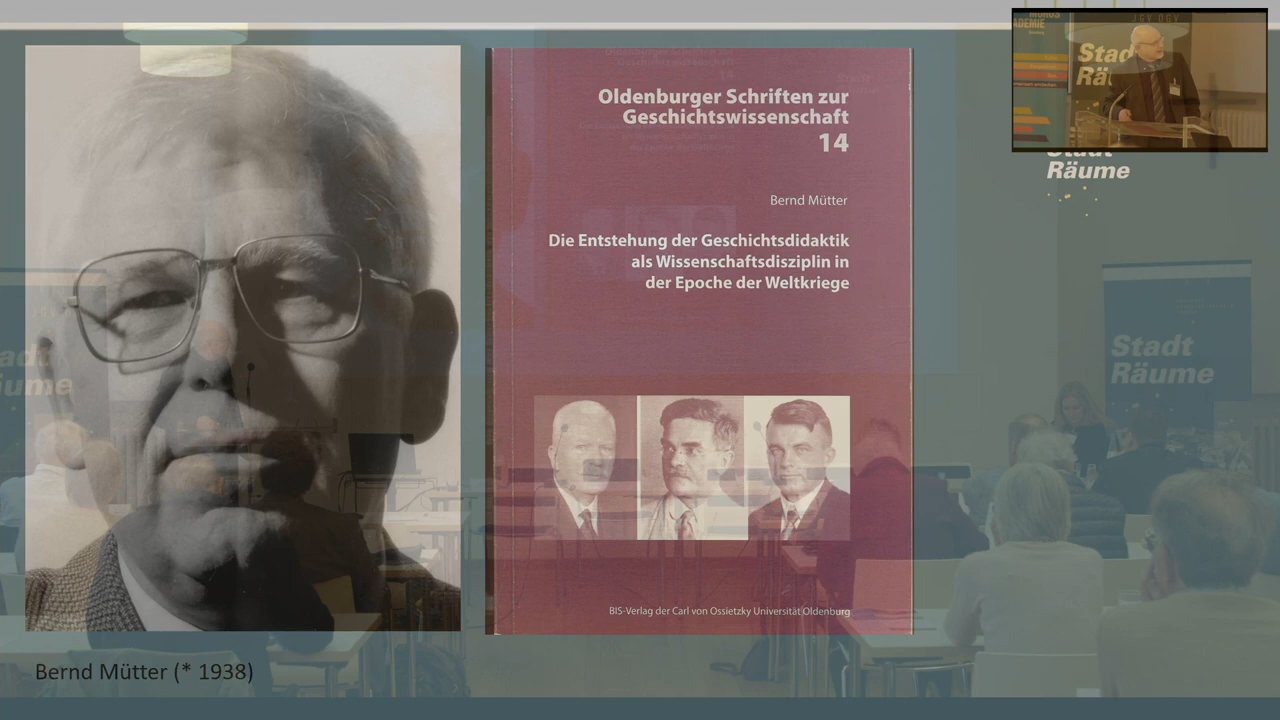 Oldenburger Schriften zur
Geschichtswissenschaft
14
Bernd Mütter
Die Entstehung der Geschichtsdidaktik
als Wissenschaftsdisziplin in
der Epoche der Weltkriege
BIS-Verlag der Carl von Ossietzky Universität Oldenburg
Bernd Mütter (* 1938)
Stadt
Räume
Stadt
Räume